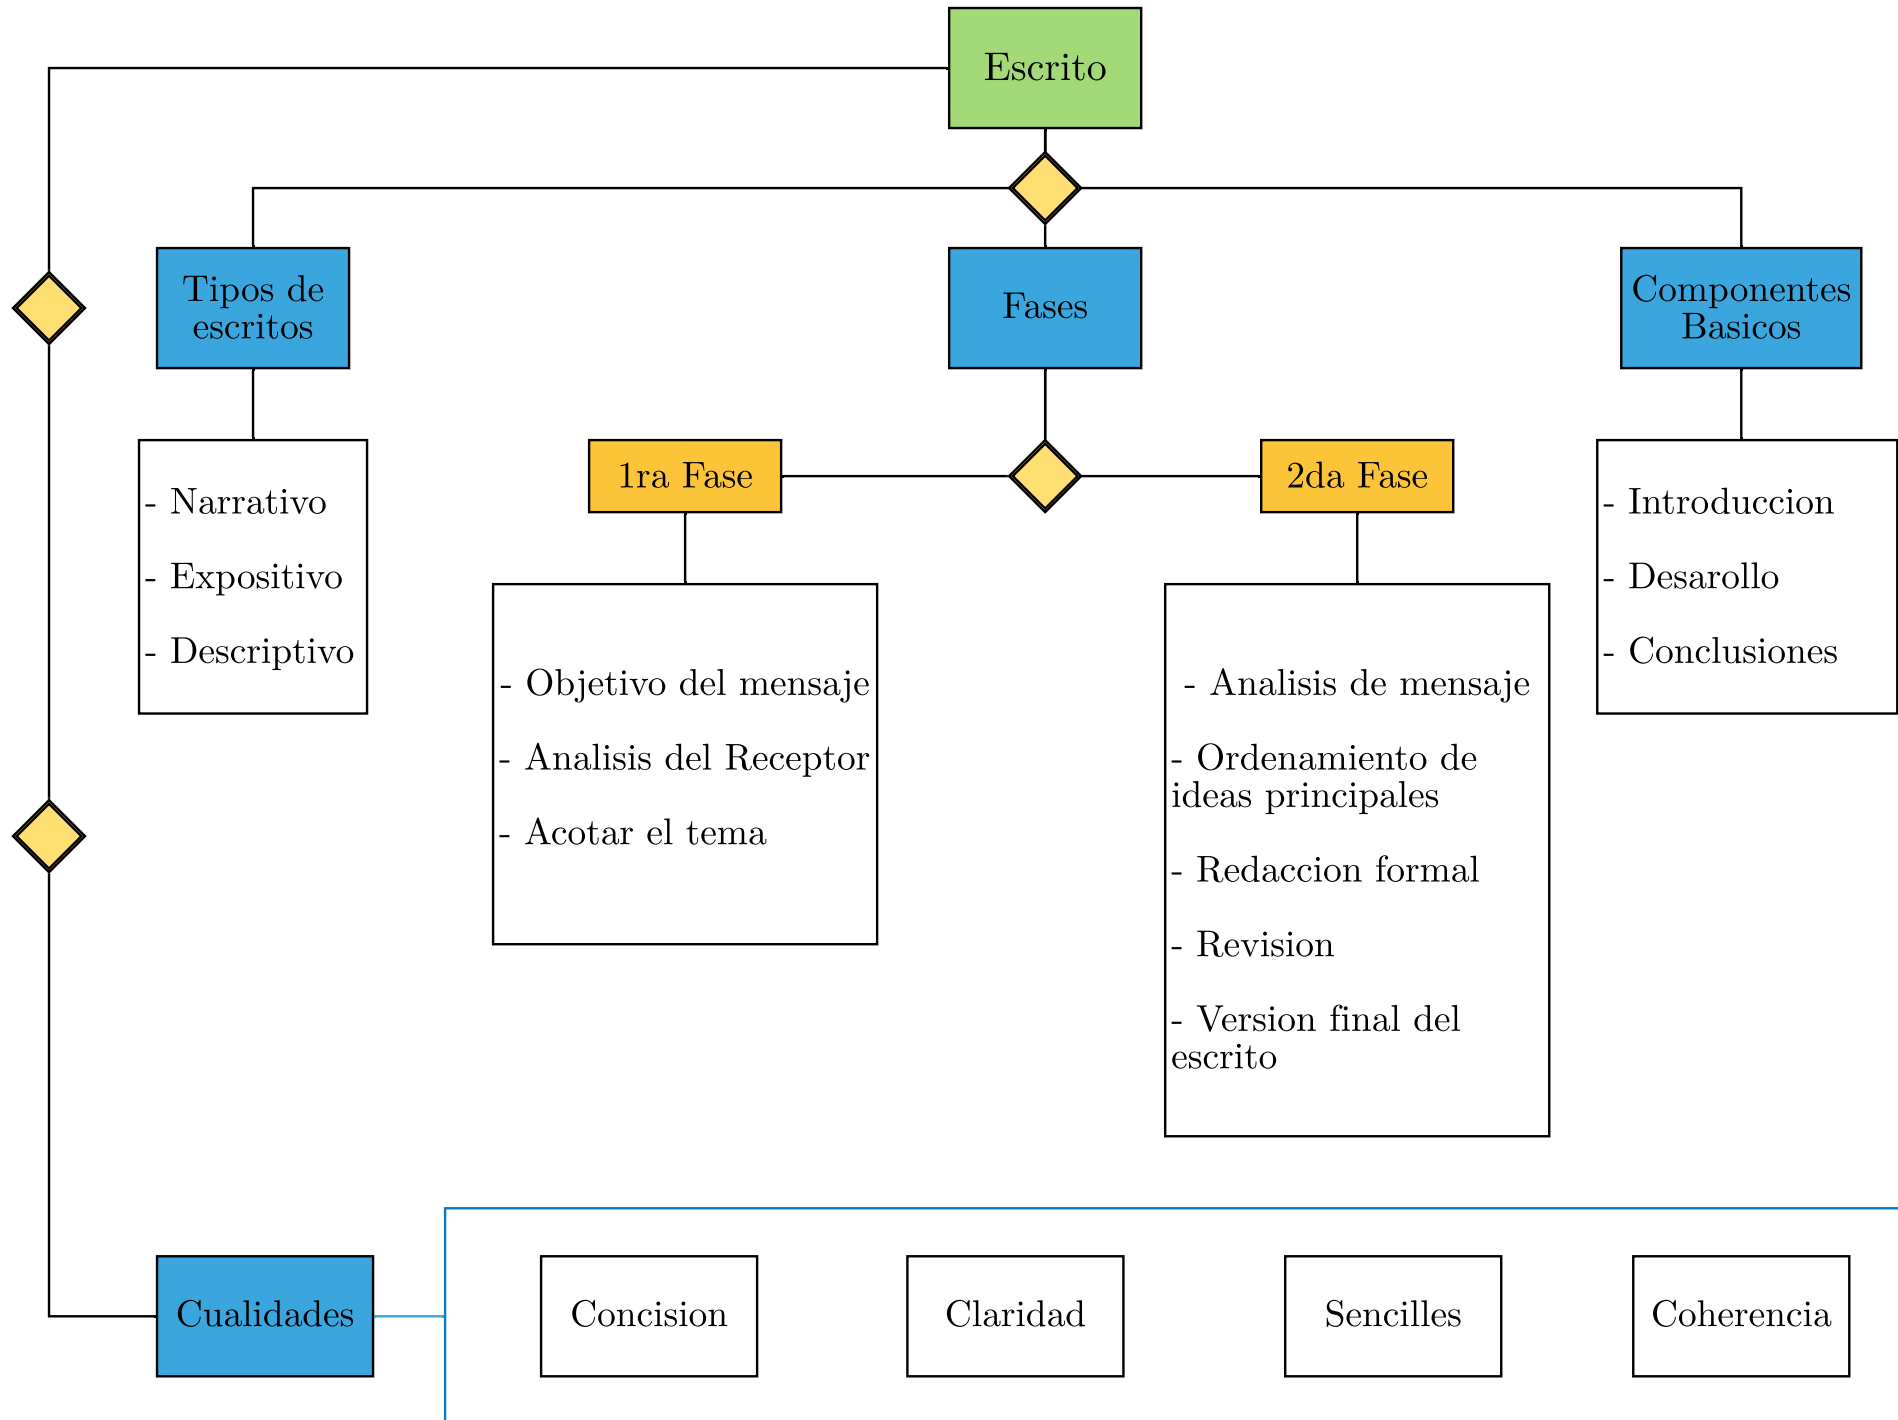 Escrito
Tipos de
escritos
Fases
Componentes
Basicos
1ra Fase
2da Fase
- Narrativo
- Expositivo
- Descriptivo
- Objetivo del mensaje
- Analisis del Receptor
- Acotar el tema
- Analisis de mensaje
- Ordenamiento de
ideas principales
- Redaccion formal
- Revision
- Version final del
escrito
- Introduccion
- Desarollo
- Conclusiones
Cualidades
Concision
Claridad
Sencilles
Coherencia